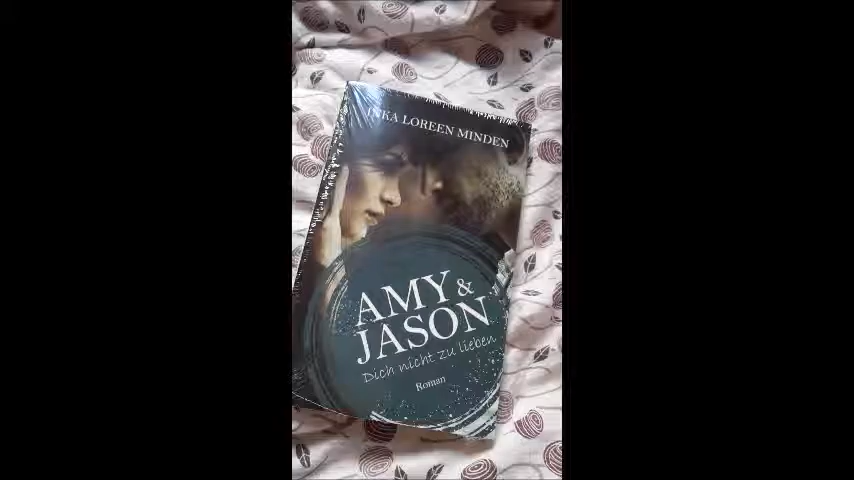 INKA LOREEN MINDEN
AMY &
JASON
Dich nicht zu lieben
Roman